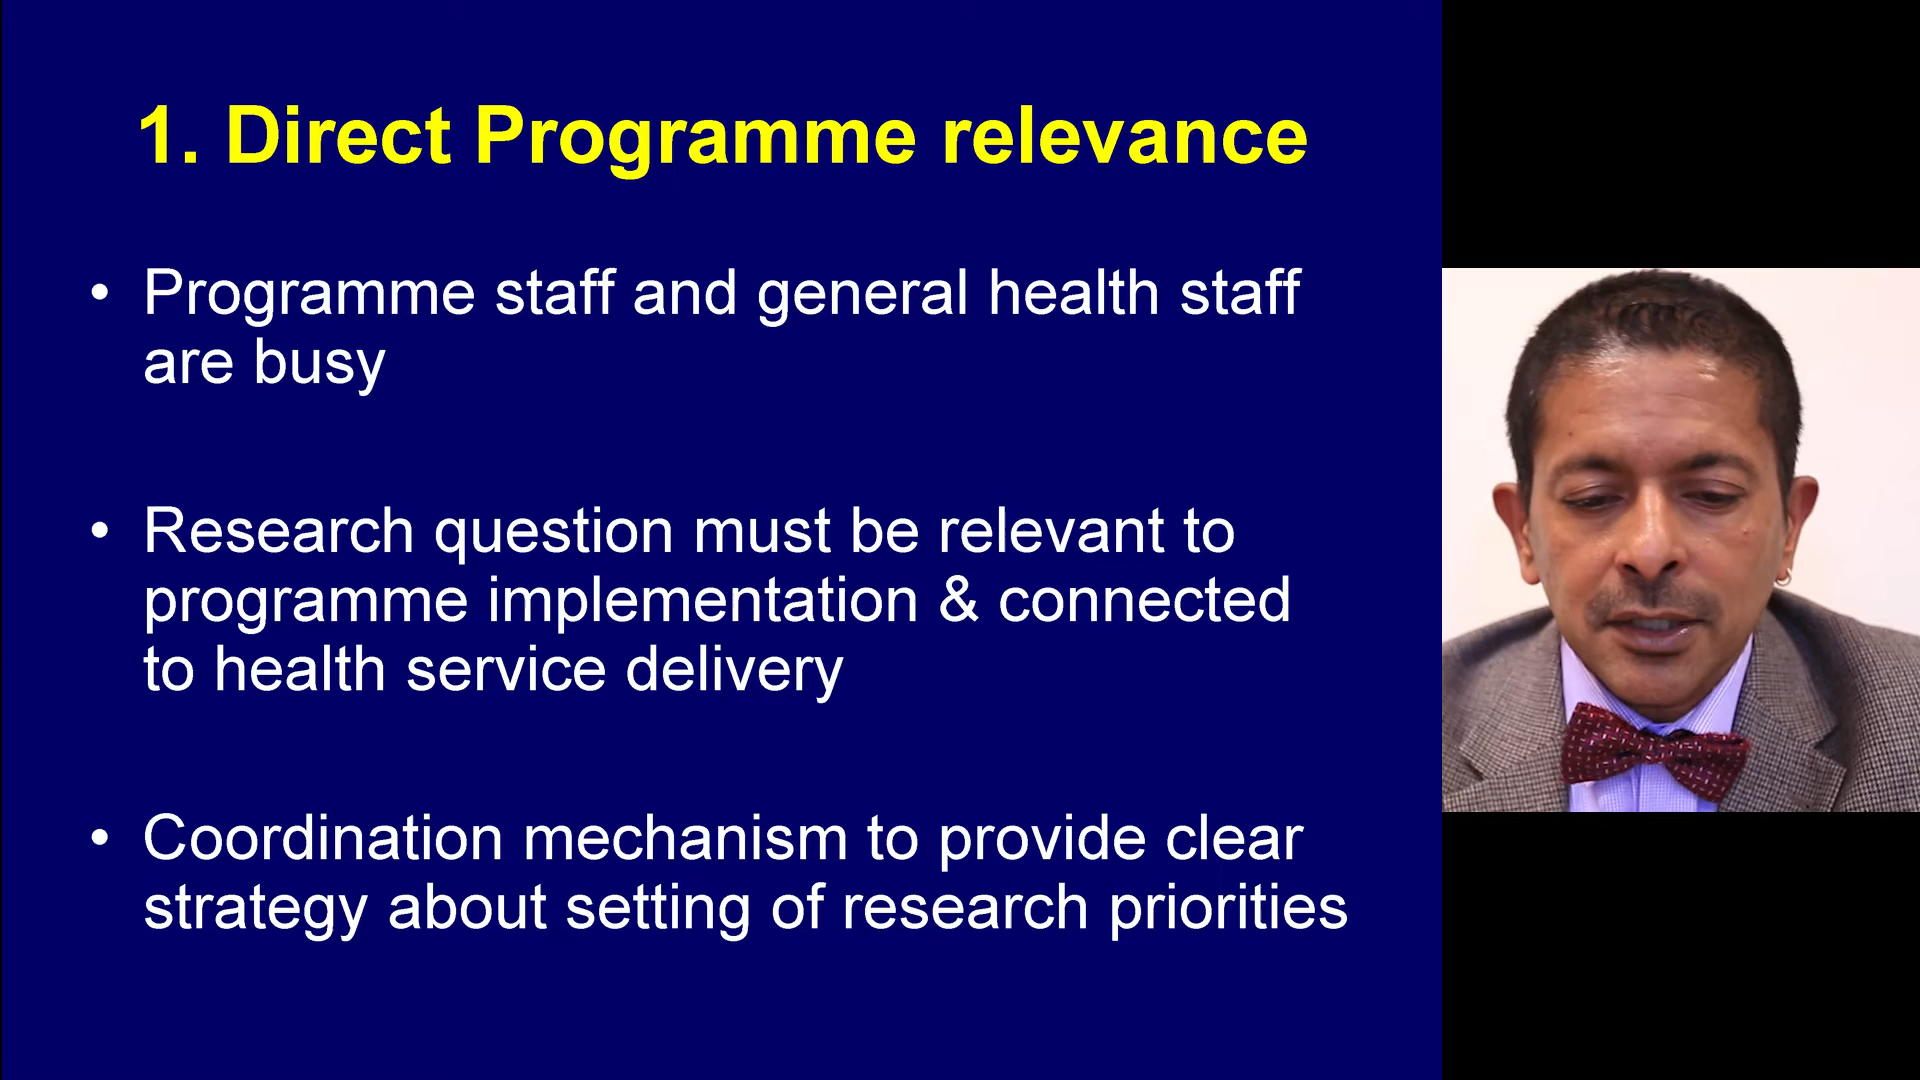 1. Direct Programme relevance
• Programme staff and general health staff
are busy
• Research question must be relevant to
programme implementation & connected
to health service delivery
• Coordination mechanism to provide clear
strategy about setting of research priorities